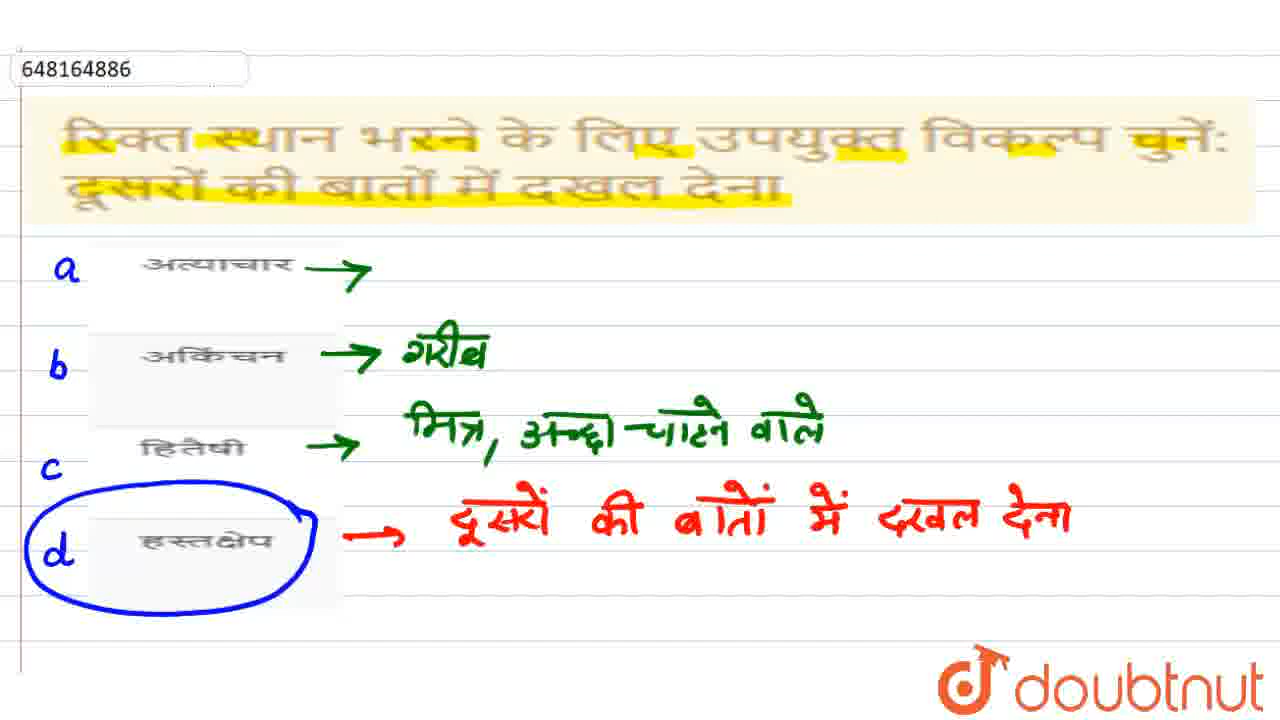 648164886
रिक्त स्थान भरने के लिए उपयुक्त विकल्प चुनें:
दूसरों की बातों में दखल देना
a अत्याचार →
b अकिंचन → गरीब
मित्र, अच्छा चाहने वाले
c हितैषी →
d हस्तक्षेप → दूसरों की बातों में दखल देना
doubtnut